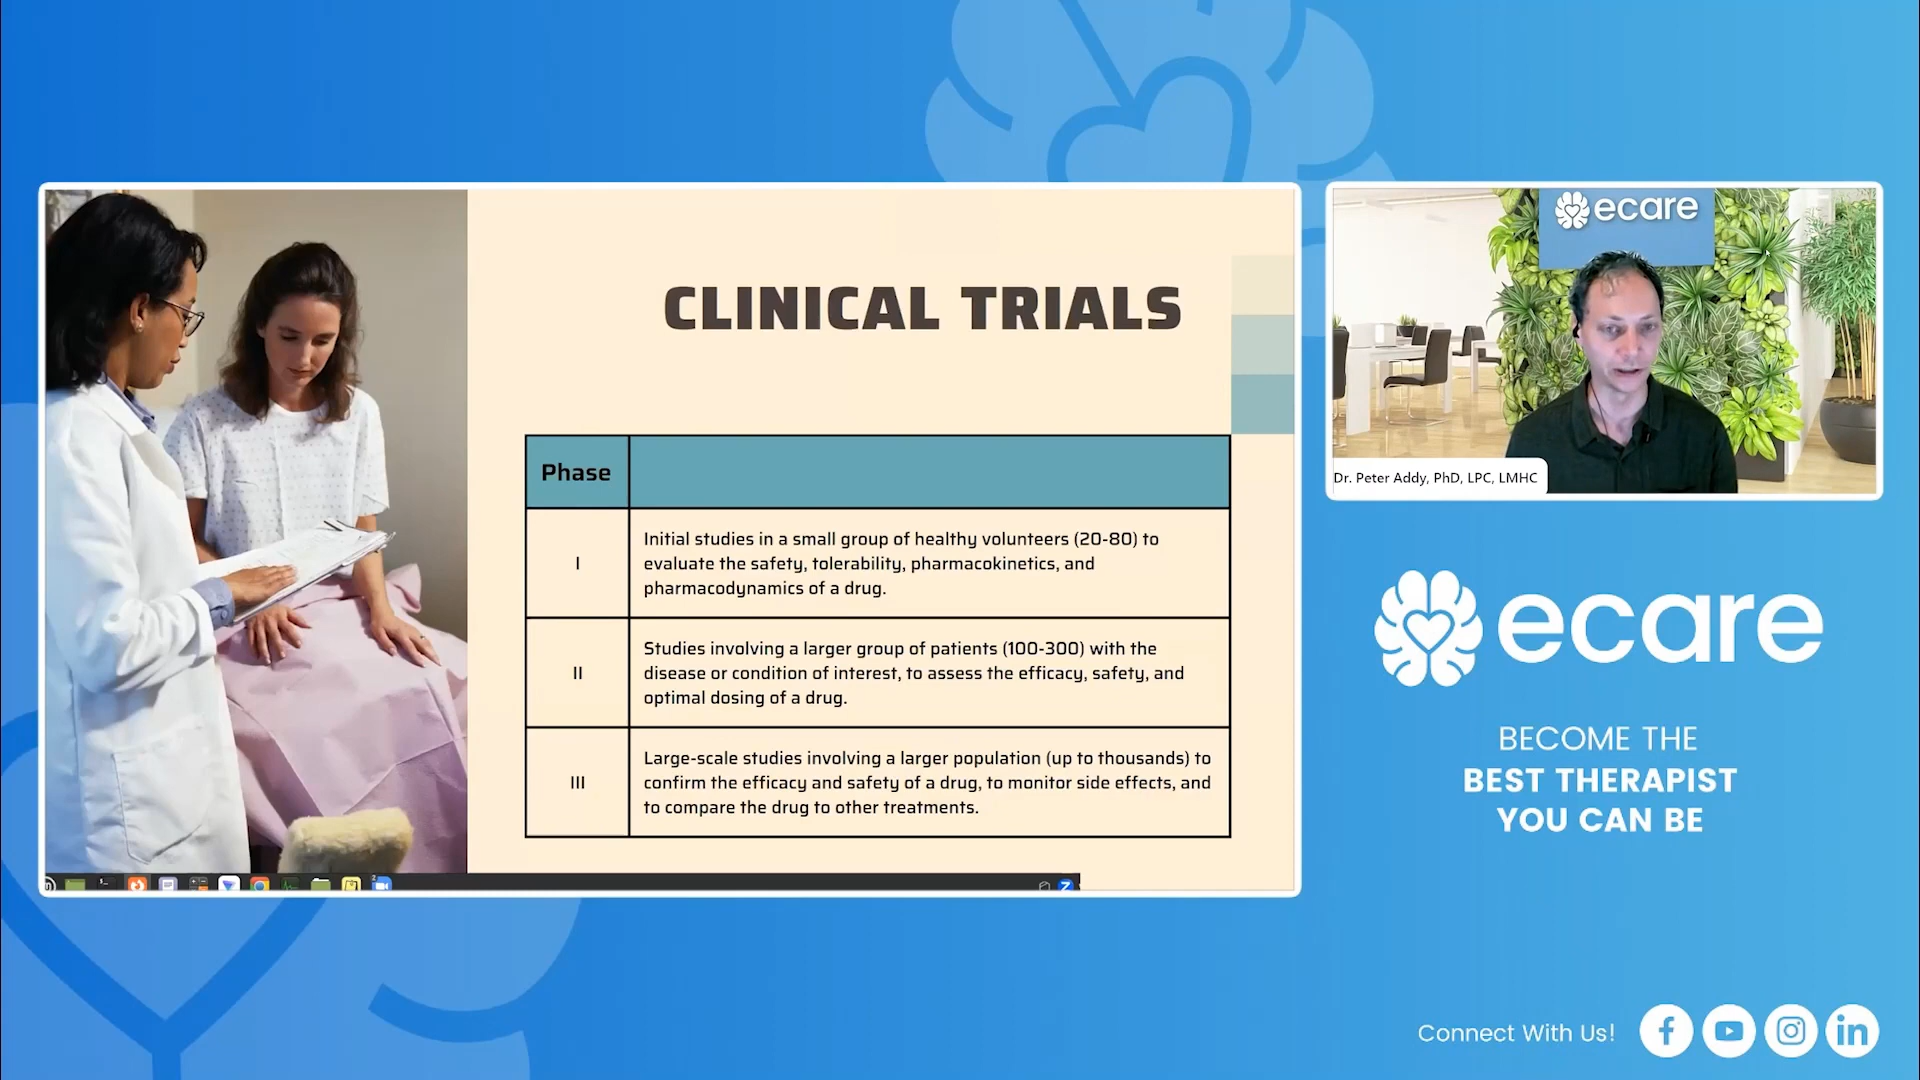 CLINICAL TRIALS
Phase
I
Initial studies in a small group of healthy volunteers (20-80) to
evaluate the safety, tolerability, pharmacokinetics, and
pharmacodynamics of a drug.
II
Studies involving a larger group of patients (100-300) with the
disease or condition of interest, to assess the efficacy, safety, and
optimal dosing of a drug.
III
Large-scale studies involving a larger population (up to thousands) to
confirm the efficacy and safety of a drug, to monitor side effects, and
to compare the drug to other treatments.
ecare
Dr. Peter Addy, PhD, LPC, LMHC
ecare
BECOME THE
BEST THERAPIST
YOU CAN BE
Connect With Us!